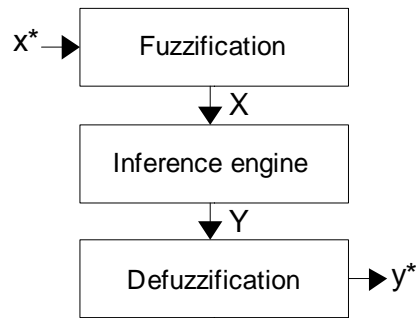 x*
Fuzzification
X
Inference engine
Y
Defuzzification
y*